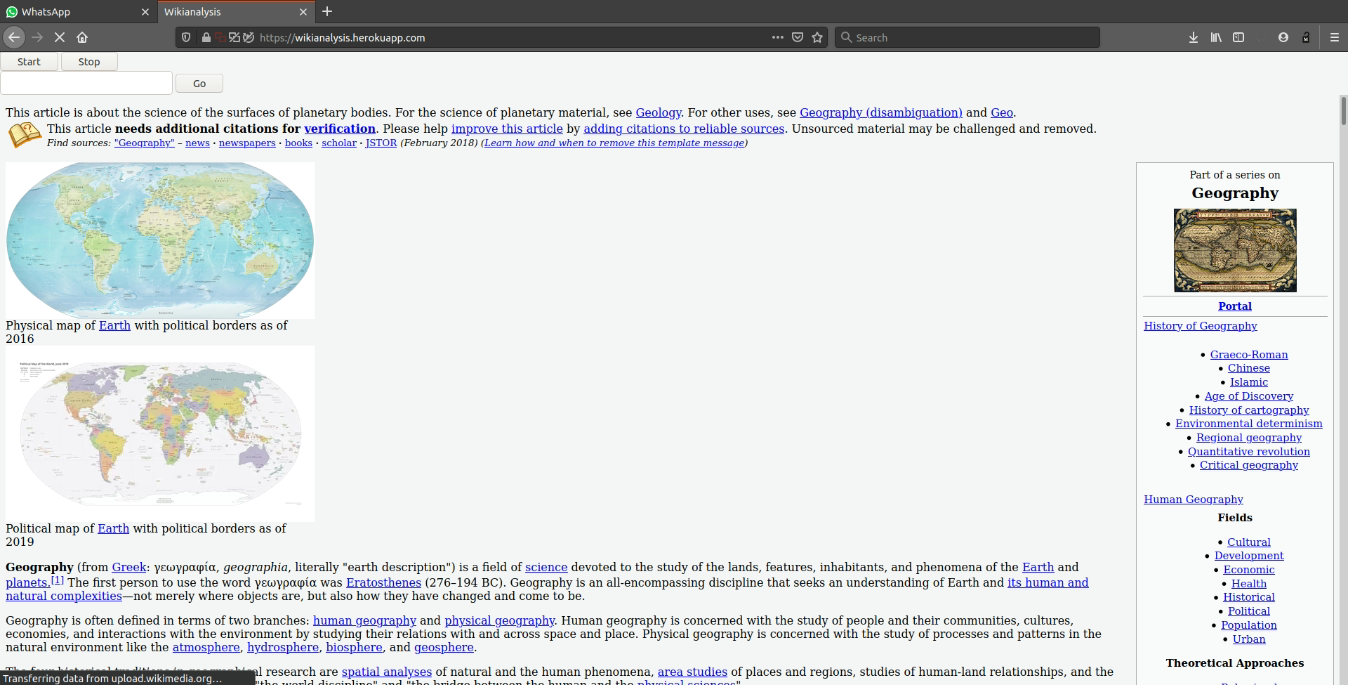 WhatsApp
Wikianalysis
https://wikianalysis.herokuapp.com
Search
Start
Stop
Go
This article is about the science of the surfaces of planetary bodies. For the science of planetary material, see Geology. For other uses, see Geography (disambiguation) and Geo.
This article needs additional citations for verification. Please help improve this article by adding citations to reliable sources. Unsourced material may be challenged and removed.
Find sources: "Geography" – news · newspapers · books · scholar · JSTOR (February 2018) (Learn how and when to remove this template message)
Physical map of Earth with political borders as of
2016
Political map of Earth with political borders as of
2019
Geography (from Greek: γεωγραφία, geographia, literally "earth description") is a field of science devoted to the study of the lands, features, inhabitants, and phenomena of the Earth and
planets.[1] The first person to use the word γεωγραφία was Eratosthenes (276–194 BC). Geography is an all-encompassing discipline that seeks an understanding of Earth and its human and
natural complexities—not merely where objects are, but also how they have changed and come to be.
Geography is often defined in terms of two branches: human geography and physical geography. Human geography is concerned with the study of people and their communities, cultures,
economies, and interactions with the environment by studying their relations with and across space and place. Physical geography is concerned with the study of processes and patterns in the
natural environment like the atmosphere, hydrosphere, biosphere, and geosphere.
The four historical traditions in geographical research are spatial analyses of natural and the human phenomena, area studies of places and regions, studies of human-land relationships, and the
"the world discipline" and "the bridge between the human and the physical sciences".
Transferring data from upload.wikimedia.org...
Part of a series on
Geography
Portal
History of Geography
• Graeco-Roman
• Chinese
• Islamic
• Age of Discovery
• History of cartography
• Environmental determinism
• Regional geography
• Quantitative revolution
• Critical geography
Human Geography
Fields
• Cultural
• Development
• Economic
• Health
• Historical
• Political
• Population
• Urban
Theoretical Approaches